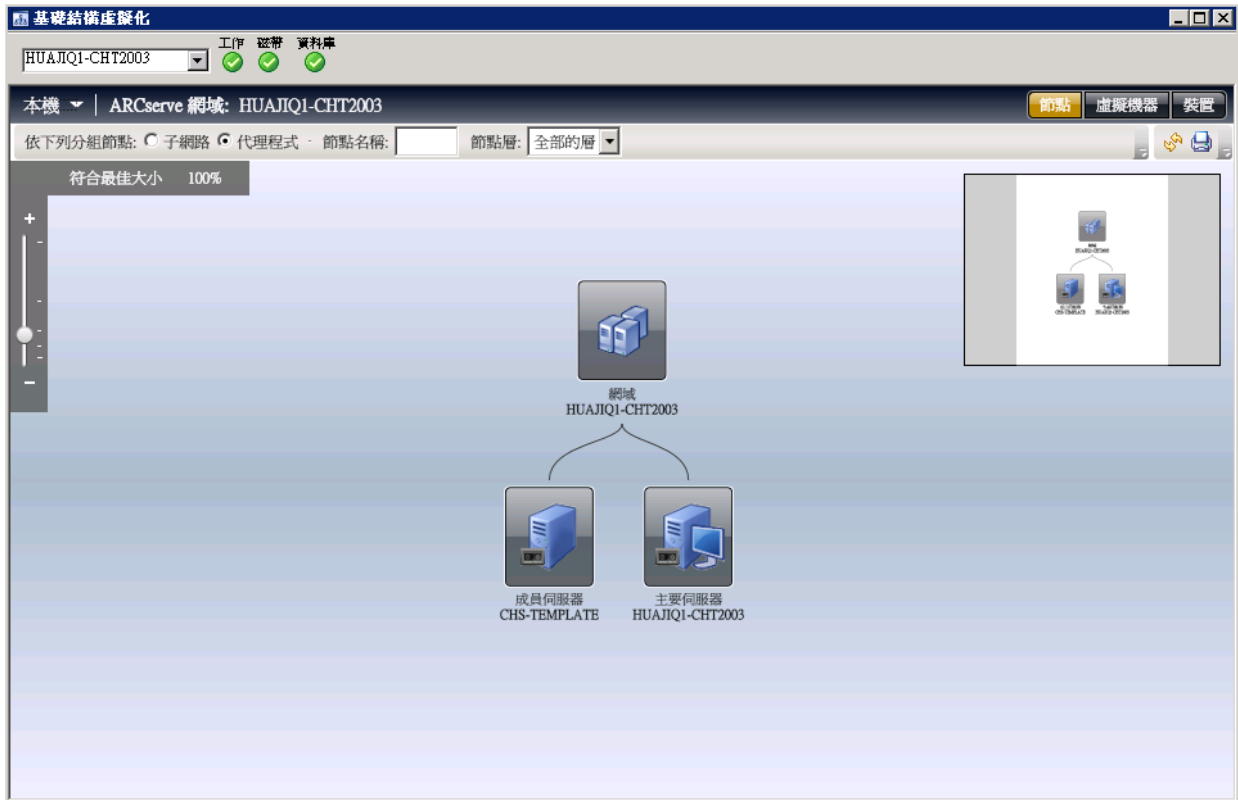 基礎結構虛擬化
工作 磁帶 資料庫
HUAJIQ1-CHT2003
本機 | ARCserve 網域: HUAJIQ1-CHT2003 節點 虛擬機器 裝置
依下列分組節點: 子網路 代理程式 - 節點名稱: 節點層: 全部的層
符合最佳大小 100%
+
−
網域
HUAJIQ1-CHT2003
成員伺服器 主要伺服器
CHS-TEMPLATE HUAJIQ1-CHT2003